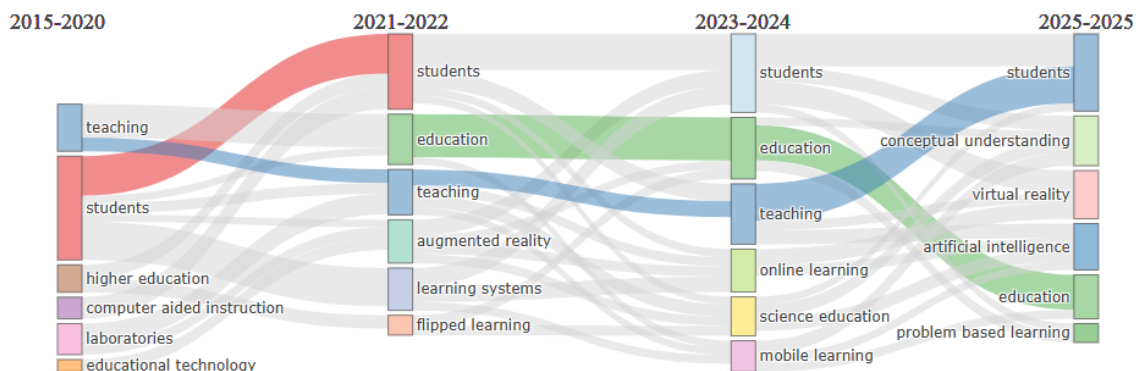 2015-2020
2021-2022
2023-2024
2025-2025
teaching
students
higher education
computer aided instruction
laboratories
educational technology
students
education
teaching
augmented reality
learning systems
flipped learning
students
education
teaching
online learning
science education
mobile learning
students
conceptual understanding
virtual reality
artificial intelligence
education
problem based learning